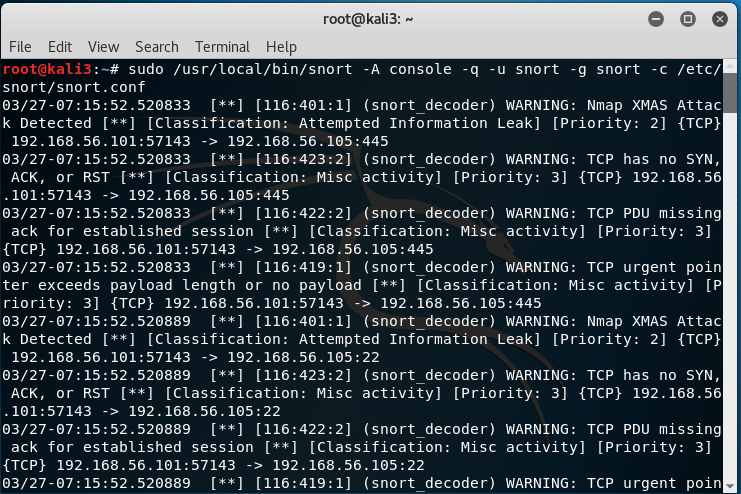 root@kali3: ~
File Edit View Search Terminal Help
root@kali3:~# sudo /usr/local/bin/snort -A console -q -u snort -g snort -c /etc/
snort/snort.conf
03/27-07:15:52.520833  [**] [116:401:1] (snort_decoder) WARNING: Nmap XMAS Attac
k Detected [**] [Classification: Attempted Information Leak] [Priority: 2] {TCP}
 192.168.56.101:57143 -> 192.168.56.105:445
03/27-07:15:52.520833  [**] [116:423:2] (snort_decoder) WARNING: TCP has no SYN,
 ACK, or RST [**] [Classification: Misc activity] [Priority: 3] {TCP} 192.168.56
.101:57143 -> 192.168.56.105:445
03/27-07:15:52.520833  [**] [116:422:2] (snort_decoder) WARNING: TCP PDU missing
 ack for established session [**] [Classification: Misc activity] [Priority: 3]
{TCP} 192.168.56.101:57143 -> 192.168.56.105:445
03/27-07:15:52.520833  [**] [116:419:1] (snort_decoder) WARNING: TCP urgent poin
ter exceeds payload length or no payload [**] [Classification: Misc activity] [P
riority: 3] {TCP} 192.168.56.101:57143 -> 192.168.56.105:445
03/27-07:15:52.520889  [**] [116:401:1] (snort_decoder) WARNING: Nmap XMAS Attac
k Detected [**] [Classification: Attempted Information Leak] [Priority: 2] {TCP}
 192.168.56.101:57143 -> 192.168.56.105:22
03/27-07:15:52.520889  [**] [116:423:2] (snort_decoder) WARNING: TCP has no SYN,
 ACK, or RST [**] [Classification: Misc activity] [Priority: 3] {TCP} 192.168.56
.101:57143 -> 192.168.56.105:22
03/27-07:15:52.520889  [**] [116:422:2] (snort_decoder) WARNING: TCP PDU missing
 ack for established session [**] [Classification: Misc activity] [Priority: 3]
{TCP} 192.168.56.101:57143 -> 192.168.56.105:22
03/27-07:15:52.520889  [**] [116:419:1] (snort_decoder) WARNING: TCP urgent poin